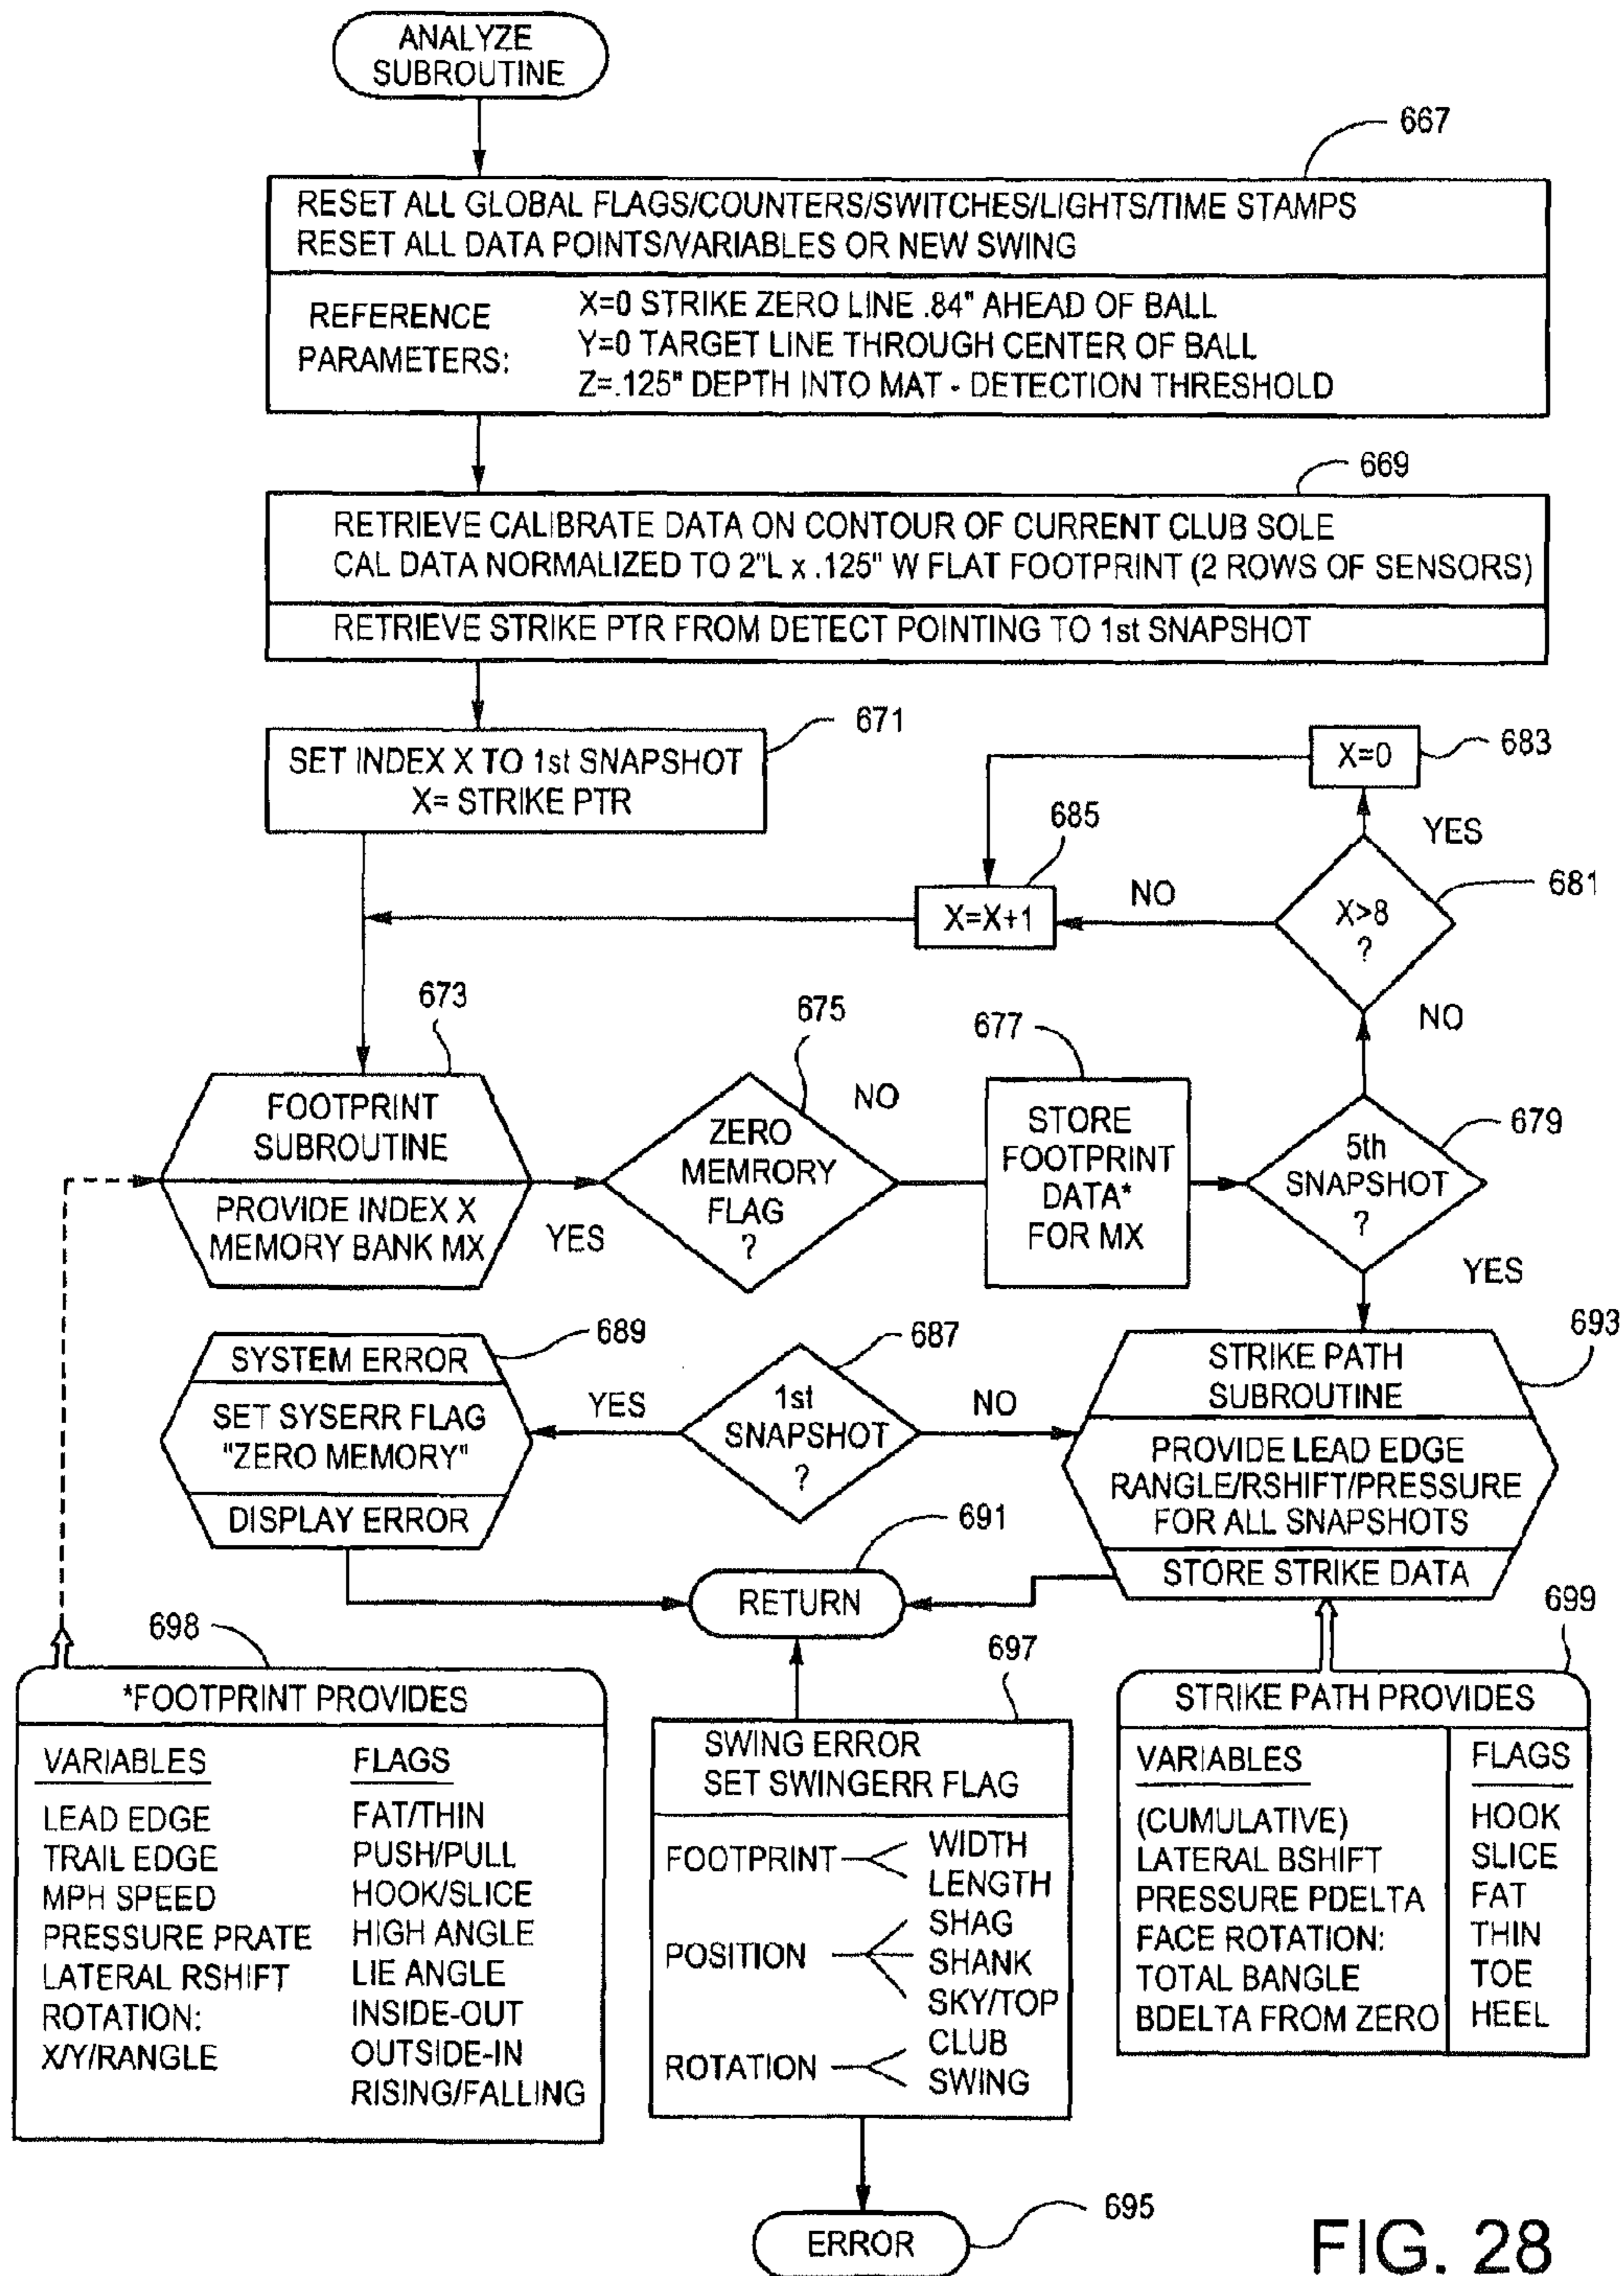 ANALYZE
SUBROUTINE
667
RESET ALL GLOBAL FLAGS/COUNTERS/SWITCHES/LIGHTS/TIME STAMPS
RESET ALL DATA POINTS/VARIABLES OR NEW SWING
REFERENCE
PARAMETERS:
X=0 STRIKE ZERO LINE .84" AHEAD OF BALL
Y=0 TARGET LINE THROUGH CENTER OF BALL
Z=.125" DEPTH INTO MAT - DETECTION THRESHOLD
669
RETRIEVE CALIBRATE DATA ON CONTOUR OF CURRENT CLUB SOLE
CAL DATA NORMALIZED TO 2"L x .125" W FLAT FOOTPRINT (2 ROWS OF SENSORS)
RETRIEVE STRIKE PTR FROM DETECT POINTING TO 1st SNAPSHOT
671
SET INDEX X TO 1st SNAPSHOT
X= STRIKE PTR
X=0
683
YES
685
X=X+1
NO
X>8
?
681
NO
673
FOOTPRINT
SUBROUTINE
PROVIDE INDEX X
MEMORY BANK MX
675
ZERO
MEMRORY
FLAG
?
NO
YES
677
STORE
FOOTPRINT
DATA*
FOR MX
5th
SNAPSHOT
?
679
YES
689
SYSTEM ERROR
SET SYSERR FLAG
"ZERO MEMORY"
DISPLAY ERROR
YES
687
1st
SNAPSHOT
?
NO
693
STRIKE PATH
SUBROUTINE
PROVIDE LEAD EDGE
RANGLE/RSHIFT/PRESSURE
FOR ALL SNAPSHOTS
STORE STRIKE DATA
691
RETURN
698
*FOOTPRINT PROVIDES
VARIABLES
LEAD EDGE
TRAIL EDGE
MPH SPEED
PRESSURE PRATE
LATERAL RSHIFT
ROTATION:
X/Y/RANGLE
FLAGS
FAT/THIN
PUSH/PULL
HOOK/SLICE
HIGH ANGLE
LIE ANGLE
INSIDE-OUT
OUTSIDE-IN
RISING/FALLING
697
SWING ERROR
SET SWINGERR FLAG
FOOTPRINT
WIDTH
LENGTH
POSITION
SHAG
SHANK
SKY/TOP
ROTATION
CLUB
SWING
699
STRIKE PATH PROVIDES
VARIABLES
(CUMULATIVE)
LATERAL BSHIFT
PRESSURE PDELTA
FACE ROTATION:
TOTAL BANGLE
BDELTA FROM ZERO
FLAGS
HOOK
SLICE
FAT
THIN
TOE
HEEL
695
ERROR
FIG. 28